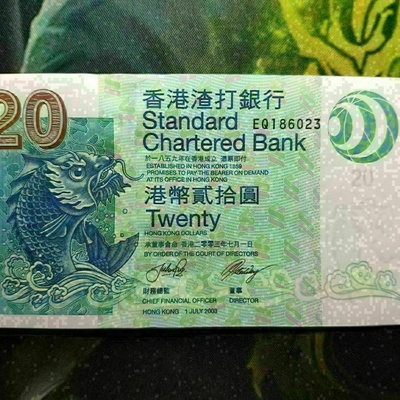 20
香港渣打銀行
Standard
Chartered Bank
EQ186023
於一八五九年在香港成立 憑票即付
ESTABLISHED IN HONG KONG 1859
PROMISES TO PAY THE BEARER ON DEMAND
AT ITS OFFICE IN HONG KONG
港幣貳拾圓
Twenty
HONG KONG DOLLARS
承董事會命 香港二零零三年七月一日
BY ORDER OF THE COURT OF DIRECTORS
財務總監 董事
CHIEF FINANCIAL OFFICER DIRECTOR
HONG KONG 1 JULY 2003